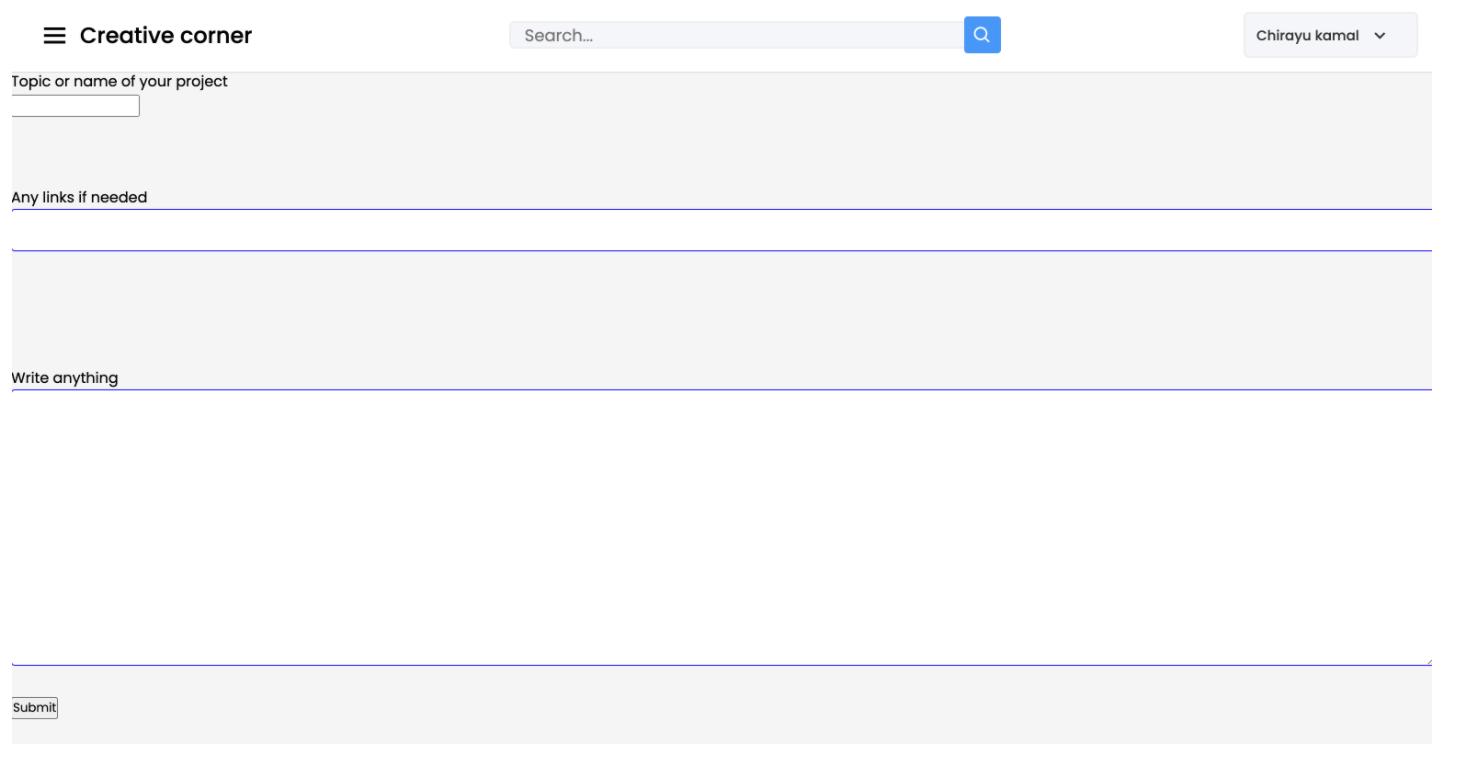 Creative corner
Search...
Chirayu kamal
Topic or name of your project
Any links if needed
Write anything
Submit